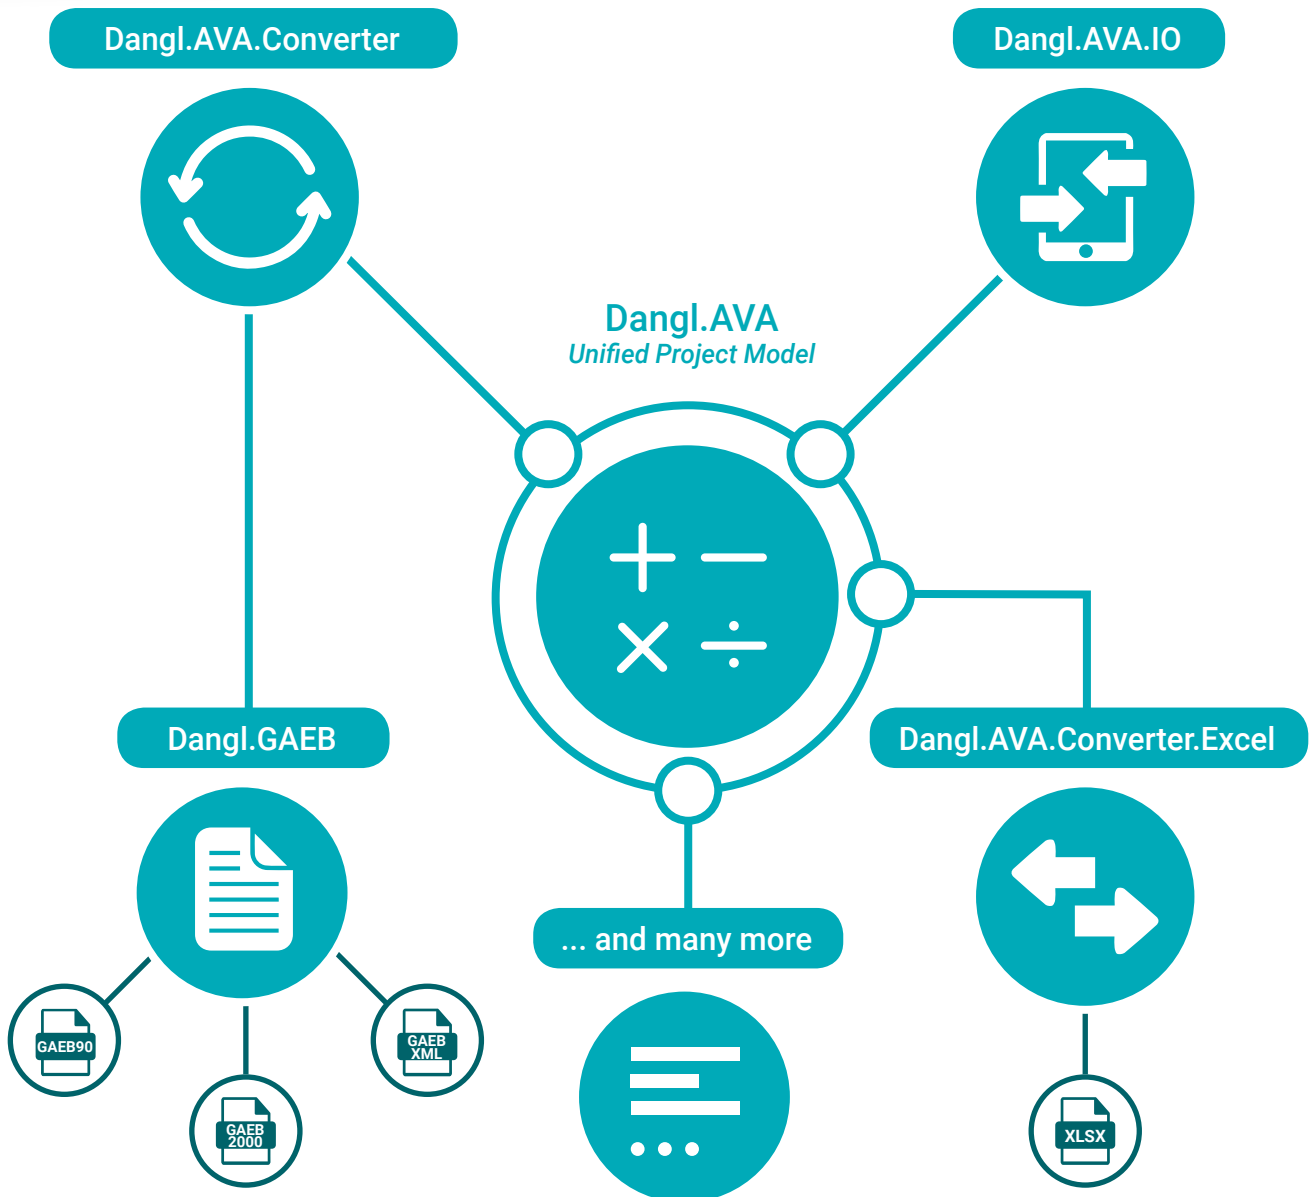 Dangl.AVA.Converter
Dangl.AVA.IO
Dangl.AVA
Unified Project Model
Dangl.GAEB
Dangl.AVA.Converter.Excel
... and many more
GAEB90
GAEB
XML
GAEB
2000
XLSX